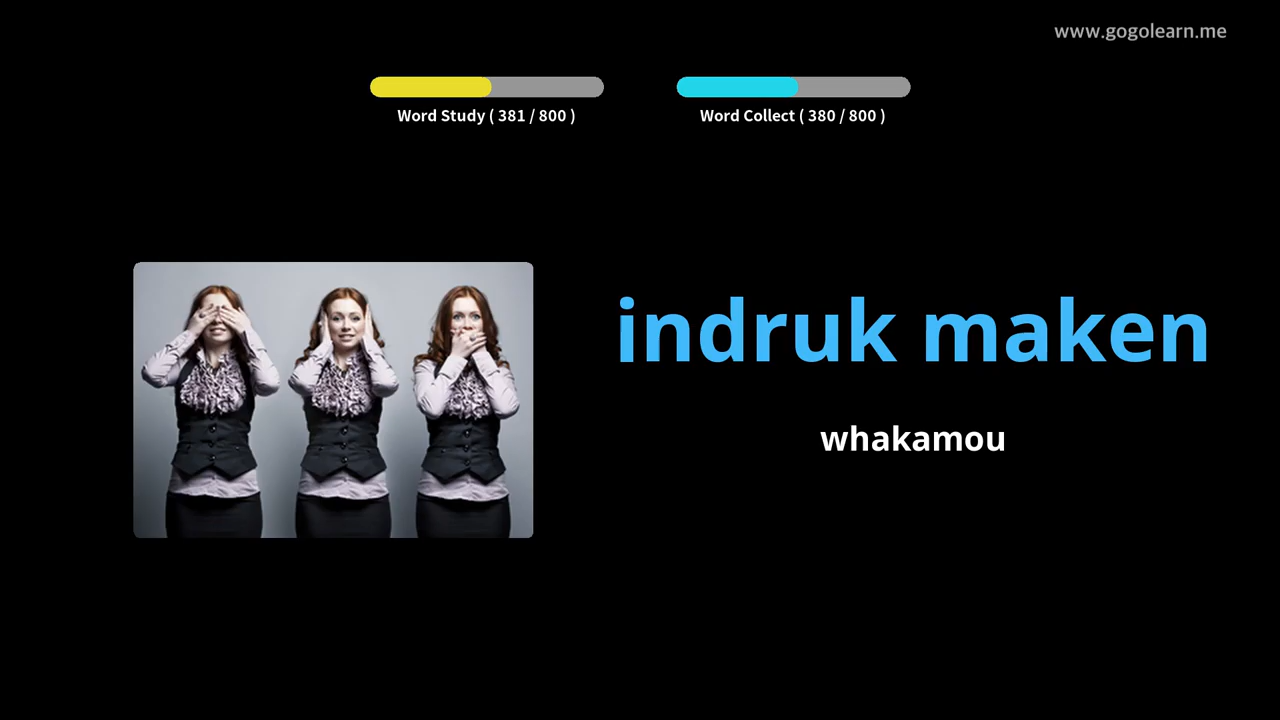 www.gogolearn.me
Word Study ( 381 / 800 )
Word Collect ( 380 / 800 )
indruk maken
whakamou